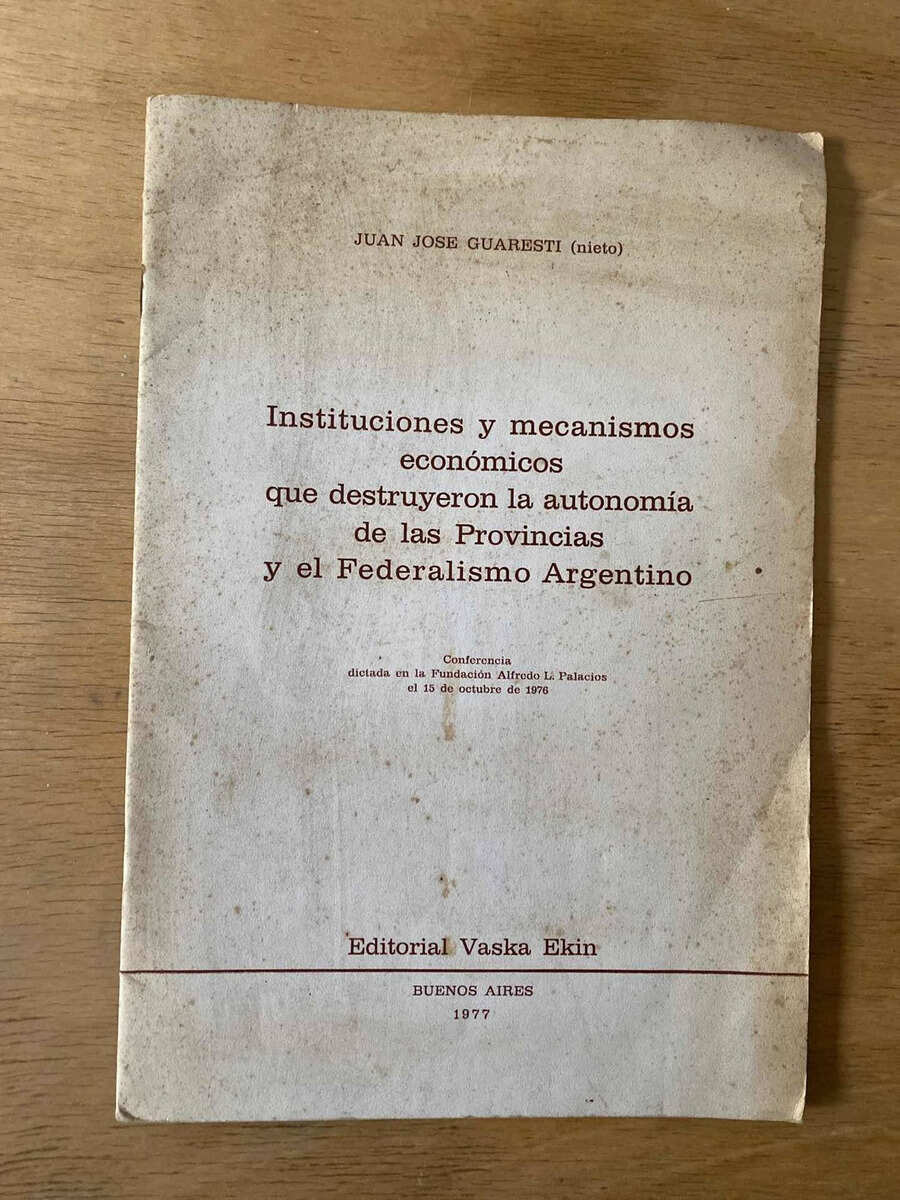 JUAN JOSE GUARESTI (nieto)
Instituciones y mecanismos
económicos
que destruyeron la autonomía
de las Provincias
y el Federalismo Argentino
Conferencia
dictada en la Fundación Alfredo L. Palacios
el 15 de octubre de 1976
Editorial Vaska Ekin
BUENOS AIRES
1977